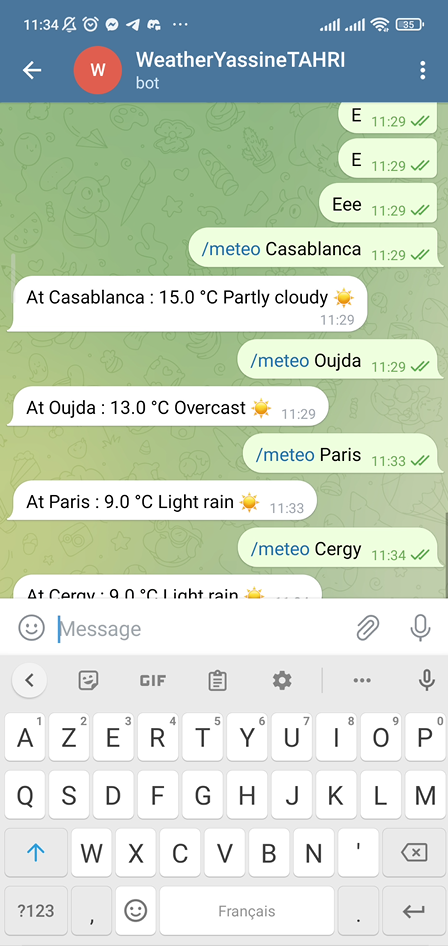 11:34
35
W
WeatherYassineTAHRI
bot
E 11:29
E 11:29
Eee 11:29
/meteo Casablanca 11:29
At Casablanca : 15.0 °C Partly cloudy ☀️
11:29
/meteo Oujda 11:29
At Oujda : 13.0 °C Overcast ☀️ 11:29
/meteo Paris 11:33
At Paris : 9.0 °C Light rain ☀️ 11:33
/meteo Cergy 11:34
At Cergy : 9.0 °C Light rain ☀️
Message
GIF
A 1 Z 2 E 3 R 4 T 5 Y 6 U 7 I 8 O 9 P 0
Q S D F G H J K L M
W X C V B N '
?123 , Français .